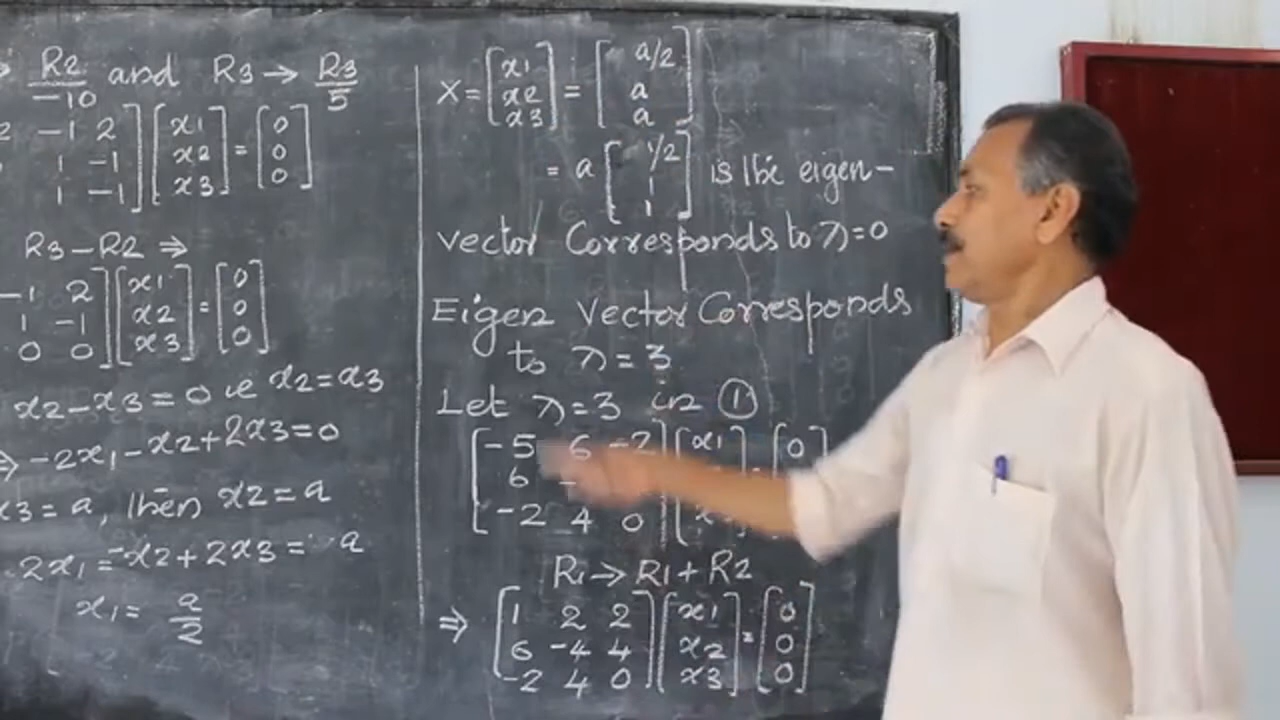 R2 and R3 → R3
-10 5
-1 2 ] [ x1 ] [ 0 ]
1 -1 ] [ x2 ] = [ 0 ]
1 -1 ] [ x3 ] [ 0 ]
R3-R2 ⇒
-1 2 ] [ x1 ] [ 0 ]
1 -1 ] [ x2 ] = [ 0 ]
0 0 ] [ x3 ] [ 0 ]
x2-x3=0 ie x2=x3
⇒ -2x1-x2+2x3=0
x3=a, then x2=a
2x1=-x2+2x3= a
x1= a/2
[ x1 ] [ a/2 ]
X= [ x2 ] = [ a ]
[ x3 ] [ a ]
[ 1/2 ]
= a [ 1 ] is the eigen-
[ 1 ]
vector Corresponds to λ=0
Eigen Vector Corresponds
to λ=3
Let λ=3 in ①
[ -5 6 -2 ] [ x1 ] [ 0 ]
[ 6
[ -2 4 0 ]
R1 → R1+R2
[ 1 2 2 ] [ x1 ] [ 0 ]
⇒ [ 6 -4 4 ] [ x2 ] = [ 0 ]
[ -2 4 0 ] [ x3 ] [ 0 ]